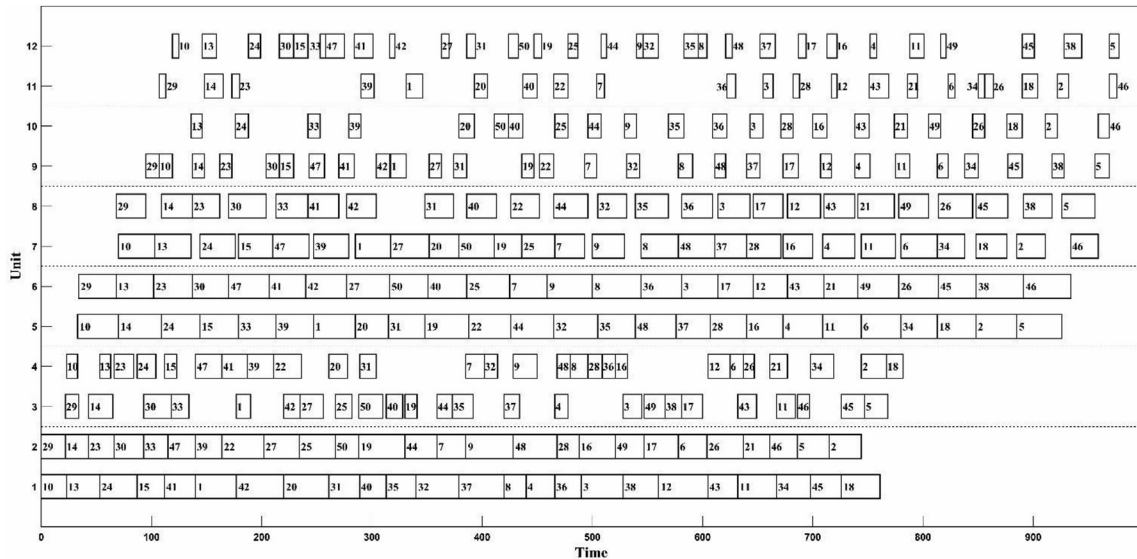 12 10 13 24 30 15 33 47 41 42 27 31 50 19 25 44 9 32 35 8 48 38 17 16 4 11 49 45 43 5
11 29 14 23 39 1 20 40 22 7 36 3 28 12 43 21 6 34 26 18 2 46
10 13 24 33 39 20 50 40 25 44 9 35 36 3 28 17 43 21 49 26 18 2 46
9 29 10 14 23 30 15 47 41 42 1 27 31 19 22 7 32 8 48 37 17 12 4 11 6 34 45 38 5
8 29 14 23 30 33 41 42 31 40 22 44 32 35 36 3 17 12 43 21 49 26 45 38 5
7 10 13 24 15 47 39 1 27 20 50 19 25 7 9 8 48 37 28 16 4 11 6 34 18 2 46
Unit
6 29 13 23 30 47 41 42 27 50 40 25 7 9 8 36 3 17 12 43 21 49 26 45 38 46
5 10 14 24 15 33 39 1 20 31 19 22 44 32 35 48 37 28 16 4 11 6 34 18 2 5
4 10 13 23 24 15 47 41 39 22 20 31 7 32 9 48 8 28 36 16 12 6 26 21 34 2 18
3 29 14 30 33 1 42 27 25 50 40 19 44 35 37 4 3 49 38 17 43 11 46 45 5
2 29 14 23 30 33 47 39 22 27 25 50 19 44 7 9 48 28 16 49 17 6 26 21 46 5 2
1 10 13 24 15 41 1 42 20 31 40 35 32 37 8 4 36 3 38 12 43 11 34 45 18
0 100 200 300 400 500 600 700 800 900
Time